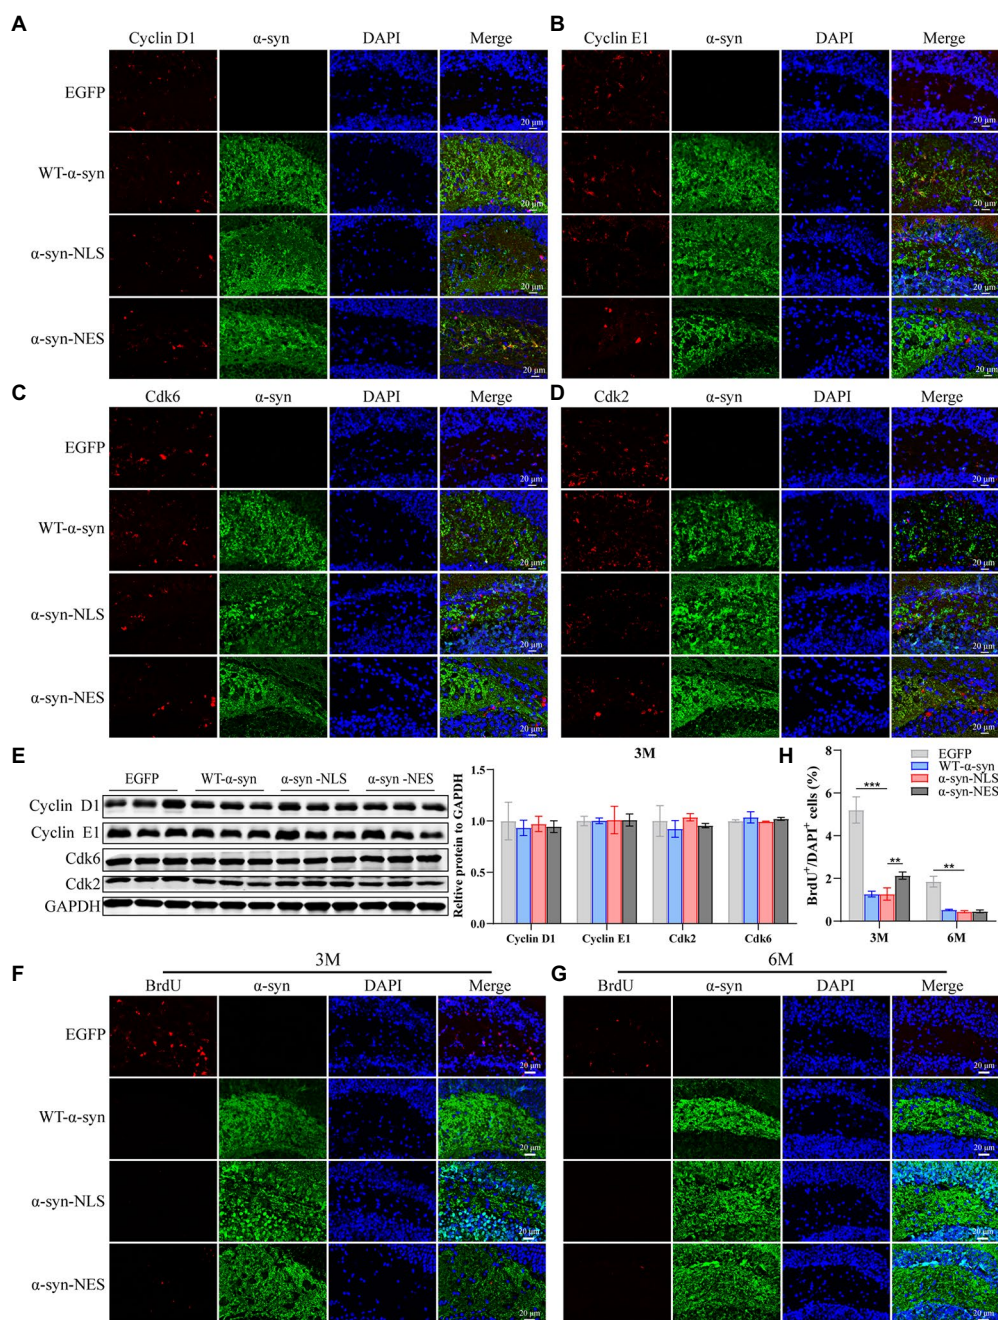 A
Cyclin D1 α-syn DAPI Merge
EGFP
20 μm
WT-α-syn
20 μm
α-syn-NLS
20 μm
α-syn-NES
20 μm
B
Cyclin E1 α-syn DAPI Merge
20 μm
20 μm
20 μm
20 μm
C
Cdk6 α-syn DAPI Merge
EGFP
20 μm
WT-α-syn
20 μm
α-syn-NLS
20 μm
α-syn-NES
20 μm
D
Cdk2 α-syn DAPI Merge
20 μm
20 μm
20 μm
20 μm
E
EGFP WT-α-syn α-syn -NLS α-syn -NES
Cyclin D1
Cyclin E1
Cdk6
Cdk2
GAPDH
3M
Reltive protein to GAPDH
1.5
1.0
0.5
0.0
Cyclin D1 Cyclin E1 Cdk2 Cdk6
H
EGFP
WT-α-syn
α-syn-NLS
α-syn-NES
BrdU+/DAPI+ cells (%)
8
6
4
2
0
***
**
**
3M 6M
F
3M
BrdU α-syn DAPI Merge
EGFP
20 μm
WT-α-syn
20 μm
α-syn-NLS
20 μm
α-syn-NES
20 μm
G
6M
BrdU α-syn DAPI Merge
20 μm
20 μm
20 μm
20 μm